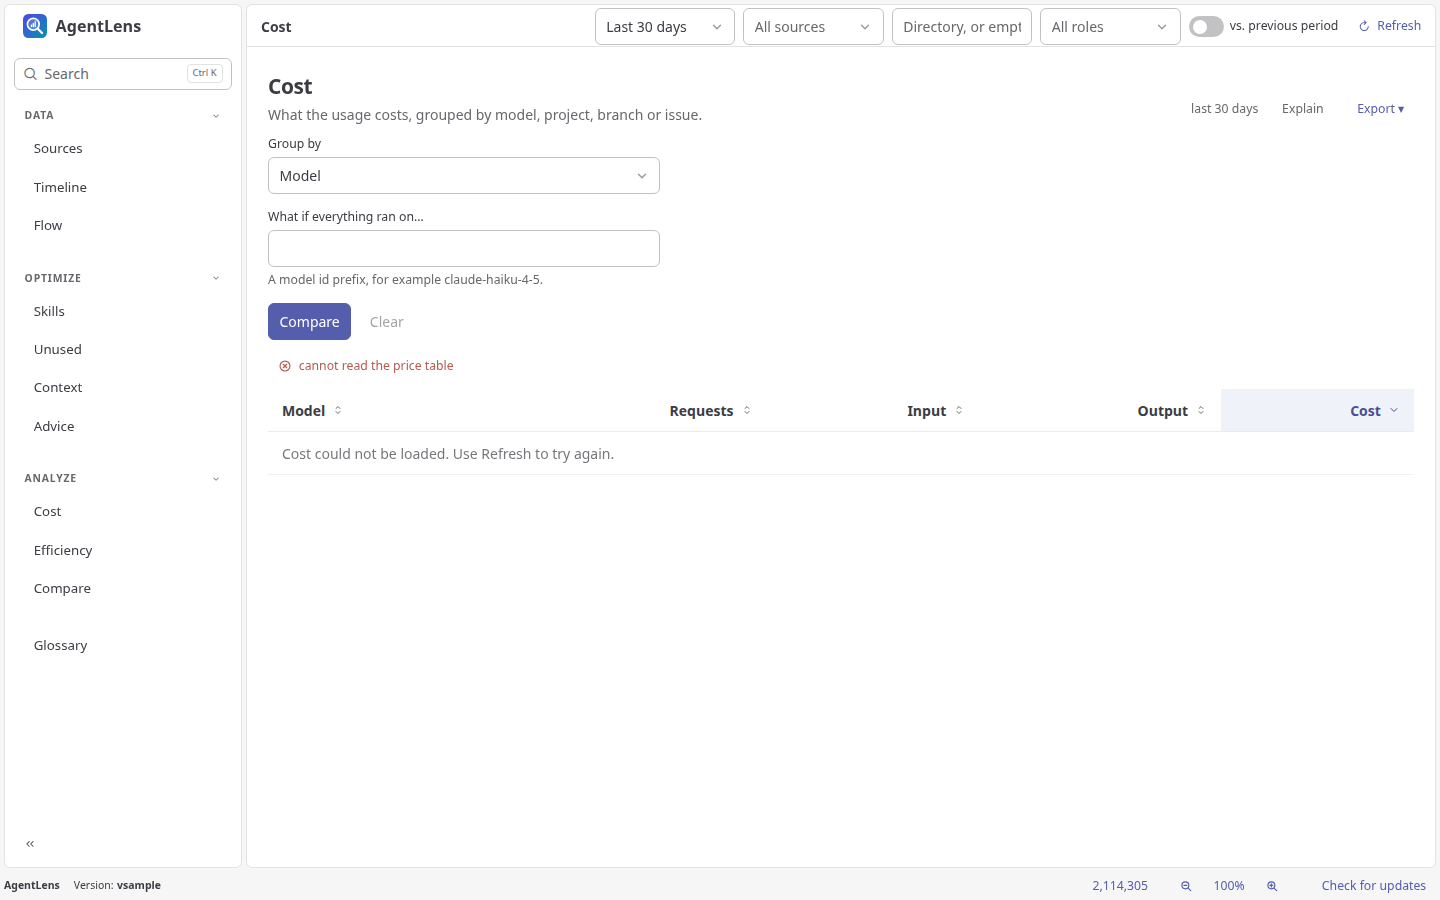 AgentLens
Cost
Last 30 days
All sources
Directory, or empt
All roles
vs. previous period
Refresh
Search
Ctrl K
DATA
Sources
Timeline
Flow
OPTIMIZE
Skills
Unused
Context
Advice
ANALYZE
Cost
Efficiency
Compare
Glossary
«
Cost
What the usage costs, grouped by model, project, branch or issue.
last 30 days
Explain
Export ▾
Group by
Model
What if everything ran on...
A model id prefix, for example claude-haiku-4-5.
Compare
Clear
cannot read the price table
Model
Requests
Input
Output
Cost
Cost could not be loaded. Use Refresh to try again.
AgentLens
Version: vsample
2,114,305
100%
Check for updates